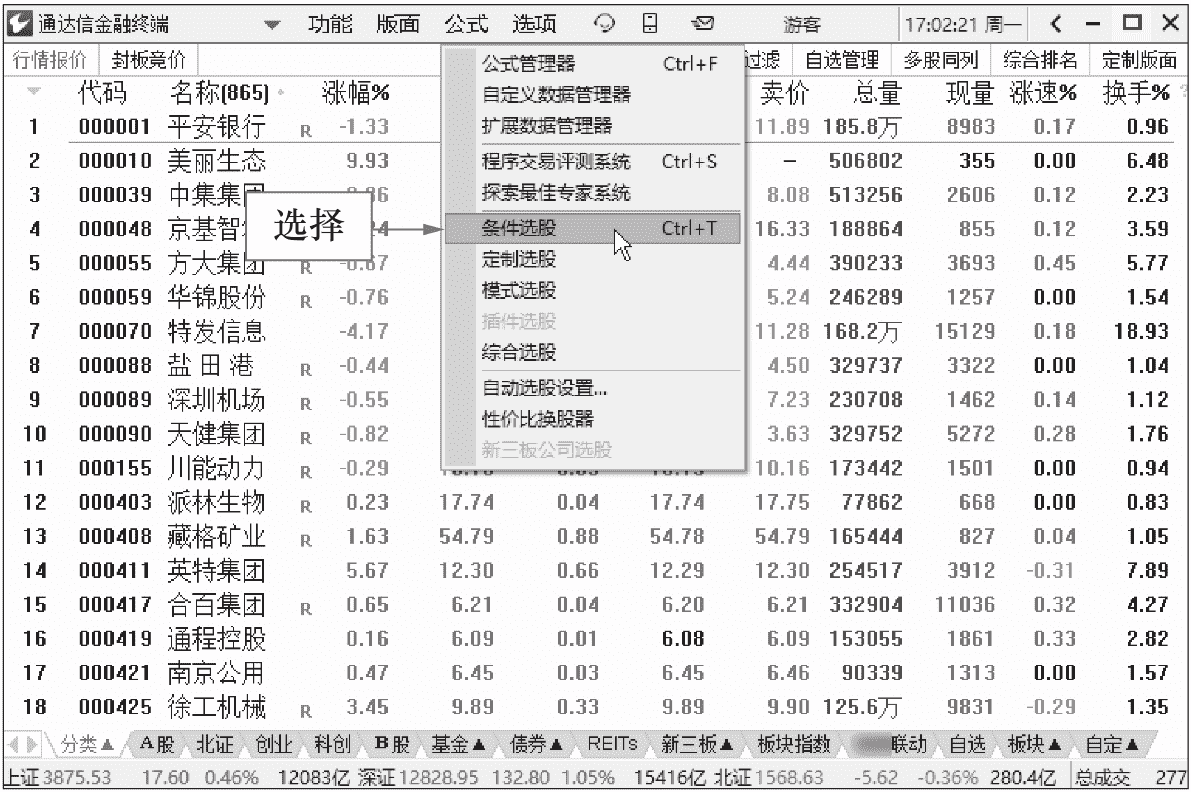 通达信金融终端 功能 版面 公式 选项 游客 17:02:21 周一
行情报价 封板竞价 过滤 自选管理 多股同列 综合排名 定制版面
代码 名称(865) 涨幅% 卖价 总量 现量 涨速% 换手%
公式管理器 Ctrl+F
自定义数据管理器
扩展数据管理器
程序交易评测系统 Ctrl+S
探索最佳专家系统
条件选股 Ctrl+T
定制选股
模式选股
插件选股
综合选股
自动选股设置...
性价比换股器
新三板公司选股
选择
1 000001 平安银行 R -1.33 11.89 185.8万 8983 0.17 0.96
2 000010 美丽生态 9.93 – 506802 355 0.00 6.48
3 000039 中集集团 8.08 513256 2606 0.12 2.23
4 000048 京基智 16.33 188864 855 0.12 3.59
5 000055 方大集团 R -0.67 4.44 390233 3693 0.45 5.77
6 000059 华锦股份 R -0.76 5.24 246289 1257 0.00 1.54
7 000070 特发信息 -4.17 11.28 168.2万 15129 0.18 18.93
8 000088 盐田港 R -0.44 4.50 329737 3322 0.00 1.04
9 000089 深圳机场 R -0.55 7.23 230708 1462 0.14 1.12
10 000090 天健集团 R -0.82 3.63 329752 5272 0.28 1.76
11 000155 川能动力 R -0.29 10.16 173442 1501 0.00 0.94
12 000403 派林生物 R 0.23 17.74 0.04 17.74 17.75 77862 668 0.00 0.83
13 000408 藏格矿业 R 1.63 54.79 0.88 54.78 54.79 165444 827 0.04 1.05
14 000411 英特集团 5.67 12.30 0.66 12.29 12.30 254517 3912 -0.31 7.89
15 000417 合百集团 R 0.65 6.21 0.04 6.20 6.21 332904 11036 0.32 4.27
16 000419 通程控股 0.16 6.09 0.01 6.08 6.09 153055 1861 0.33 2.82
17 000421 南京公用 0.47 6.45 0.03 6.45 6.46 90339 1313 0.00 1.57
18 000425 徐工机械 R 3.45 9.89 0.33 9.89 9.90 125.6万 9831 -0.29 1.35
分类▲ A股 北证 创业 科创 B股 基金▲ 债券▲ REITs 新三板▲ 板块指数 联动 自选 板块▲ 自定▲
上证 3875.53 17.60 0.46% 12083亿 深证 12828.95 132.80 1.05% 15416亿 北证 1568.63 -5.62 -0.36% 280.4亿 总成交 277